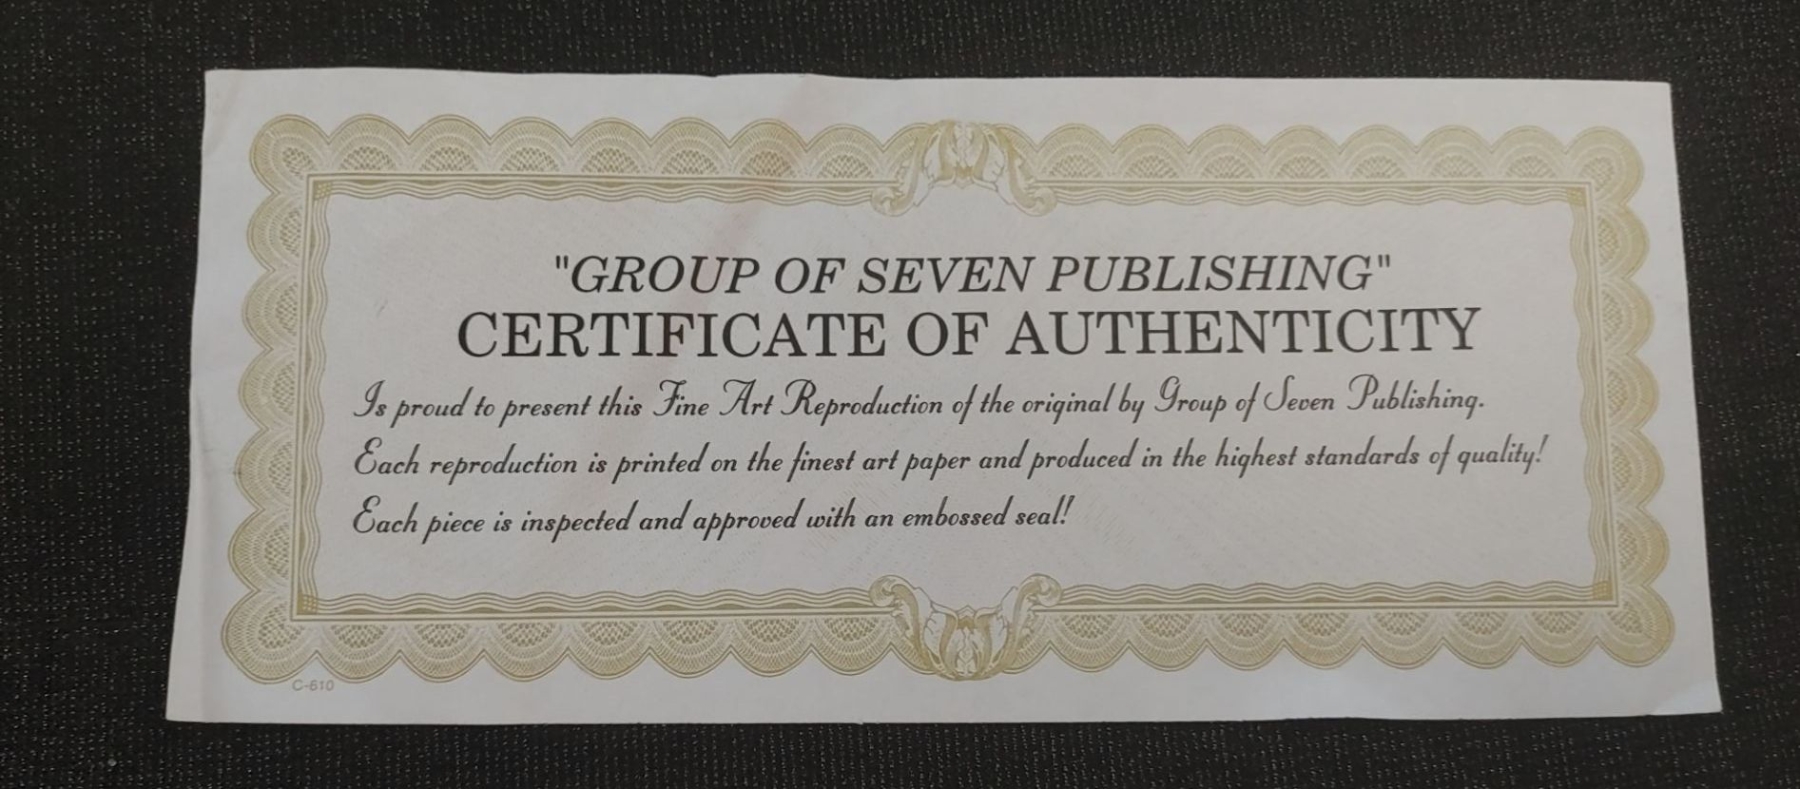 "GROUP OF SEVEN PUBLISHING"
CERTIFICATE OF AUTHENTICITY
Is proud to present this Fine Art Reproduction of the original by Group of Seven Publishing.
Each reproduction is printed on the finest art paper and produced in the highest standards of quality!
Each piece is inspected and approved with an embossed seal!
C-610